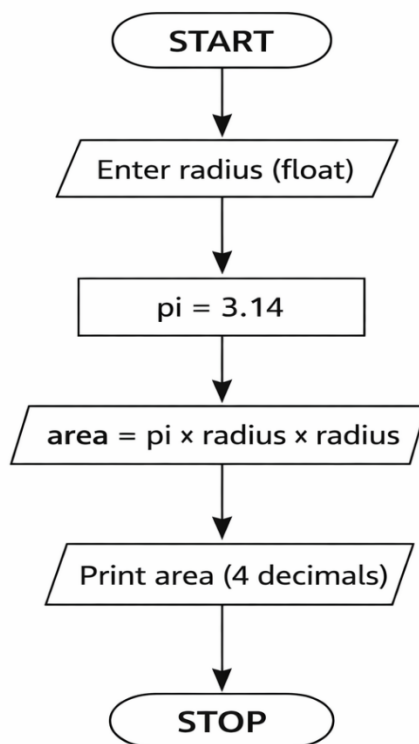 START
Enter radius (float)
pi = 3.14
area = pi × radius × radius
Print area (4 decimals)
STOP